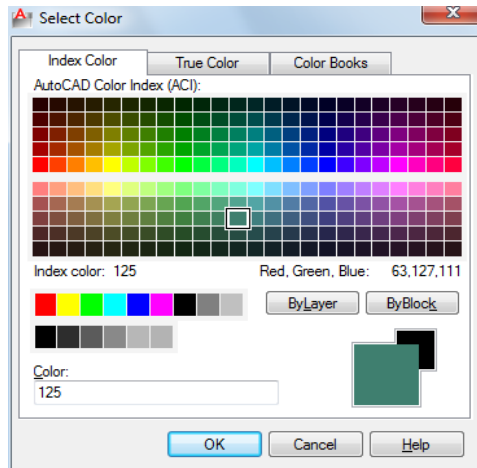 Select Color
Index Color True Color Color Books
AutoCAD Color Index (ACI):
Index color: 125 Red, Green, Blue: 63,127,111
ByLayer ByBlock
Color:
125
OK Cancel Help